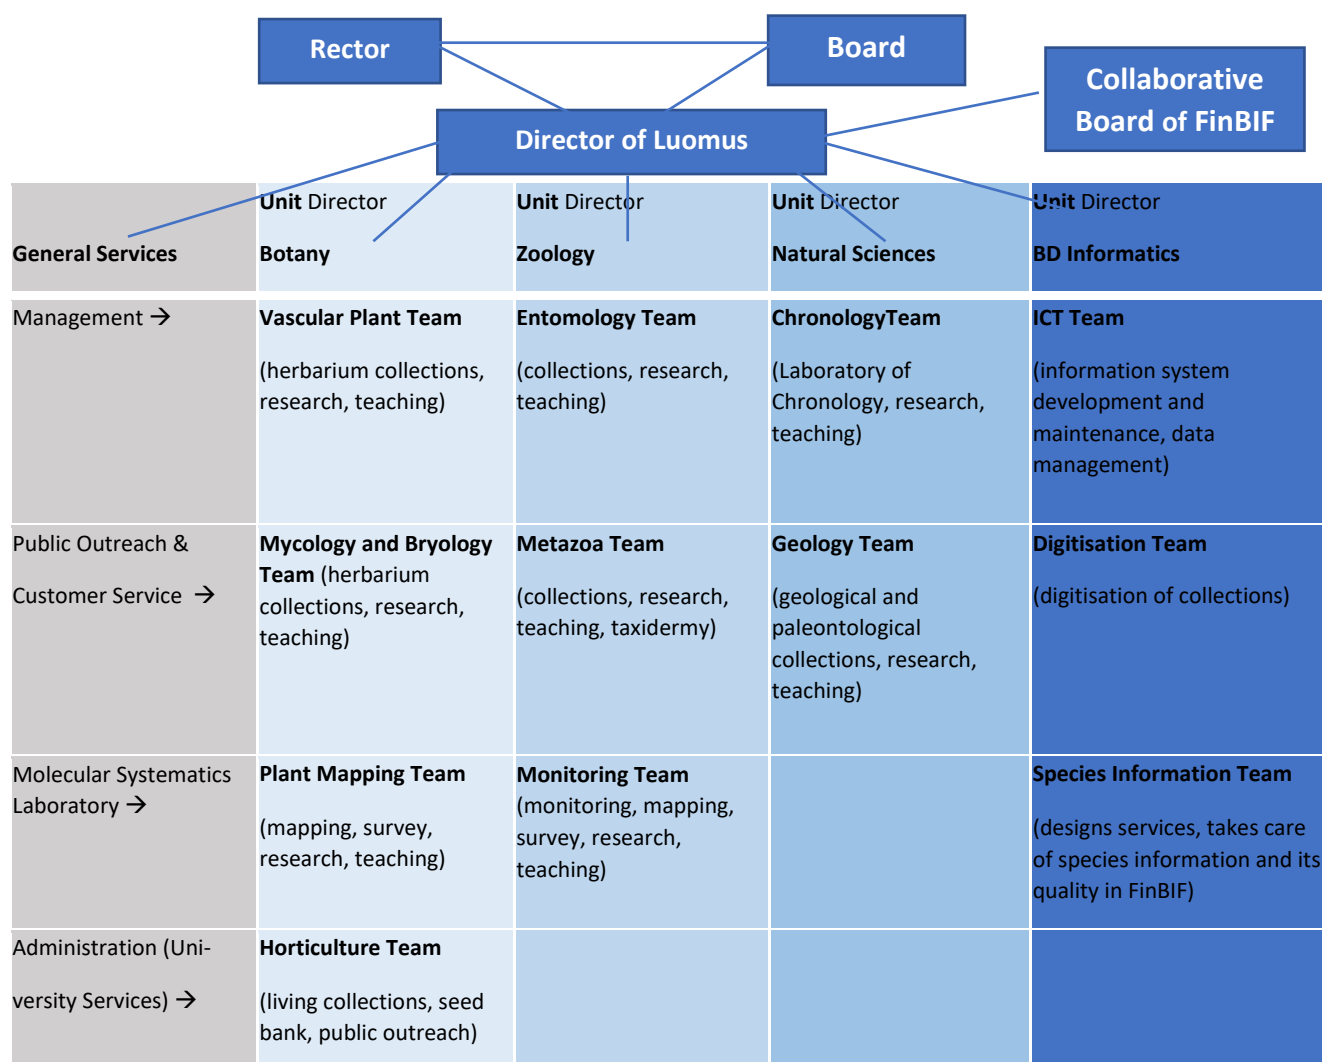 Rector
Board
Collaborative
Board of FinBIF
Director of Luomus
General Services
Unit Director
Botany
Unit Director
Zoology
Unit Director
Natural Sciences
Unit Director
BD Informatics
Management →
Vascular Plant Team
(herbarium collections,
research, teaching)
Entomology Team
(collections, research,
teaching)
ChronologyTeam
(Laboratory of
Chronology, research,
teaching)
ICT Team
(information system
development and
maintenance, data
management)
Public Outreach &
Customer Service →
Mycology and Bryology
Team (herbarium
collections, research,
teaching)
Metazoa Team
(collections, research,
teaching, taxidermy)
Geology Team
(geological and
paleontological
collections, research,
teaching)
Digitisation Team
(digitisation of collections)
Molecular Systematics
Laboratory →
Plant Mapping Team
(mapping, survey,
research, teaching)
Monitoring Team
(monitoring, mapping,
survey, research,
teaching)
Species Information Team
(designs services, takes care
of species information and its
quality in FinBIF)
Administration (Uni-
versity Services) →
Horticulture Team
(living collections, seed
bank, public outreach)